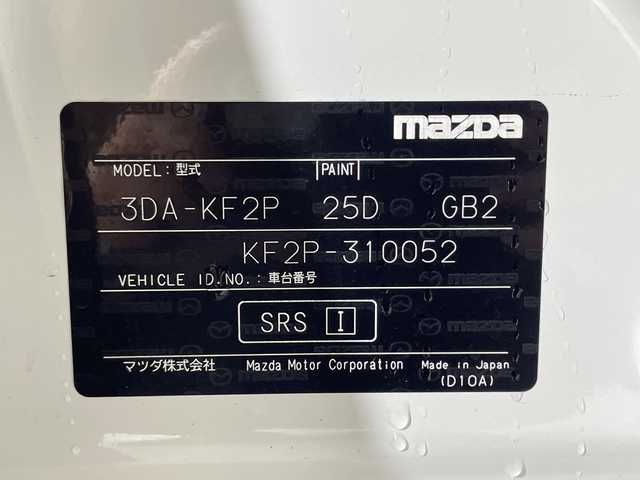 mazda
MODEL: 型式 PAINT
3DA-KF2P 25D GB2
KF2P-310052
VEHICLE ID.NO.: 車台番号
SRS I
マツダ株式会社 Mazda Motor Corporation Made in Japan
(D10A)